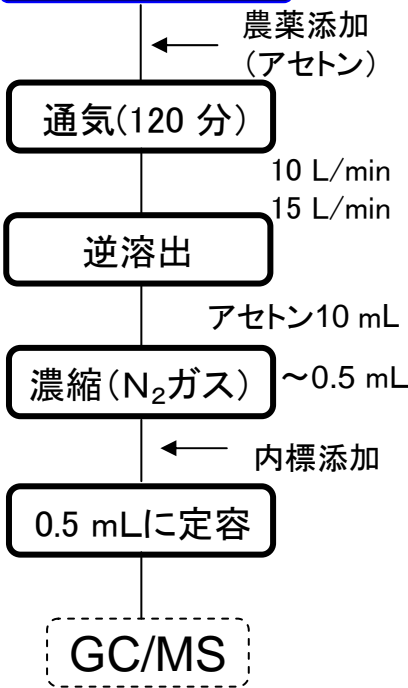 農薬添加
（アセトン）
通気(120 分)
10 L/min
15 L/min
逆溶出
アセトン10 mL
濃縮(N₂ガス)
～0.5 mL
内標添加
0.5 mLに定容
GC/MS